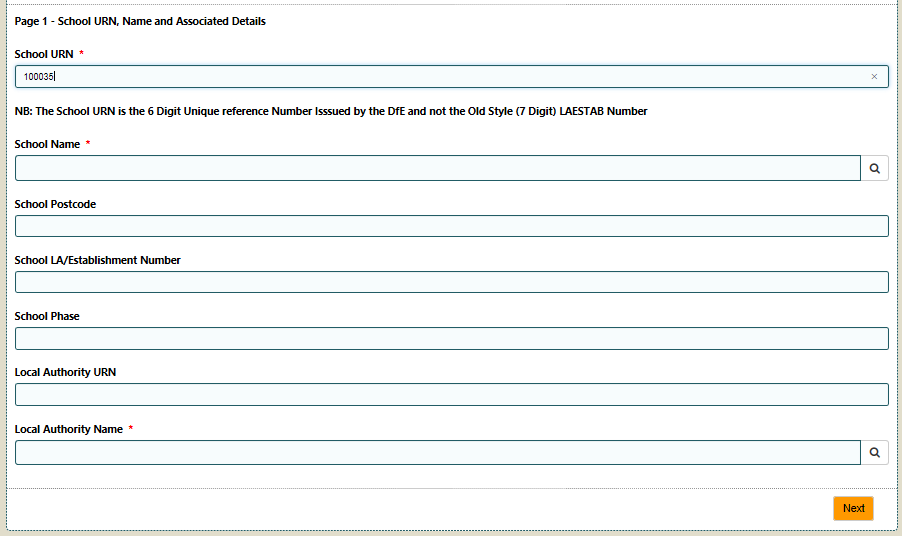 Page 1 - School URN, Name and Associated Details
School URN *
100035
NB: The School URN is the 6 Digit Unique reference Number Isssued by the DfE and not the Old Style (7 Digit) LAESTAB Number
School Name *
School Postcode
School LA/Establishment Number
School Phase
Local Authority URN
Local Authority Name *
Next